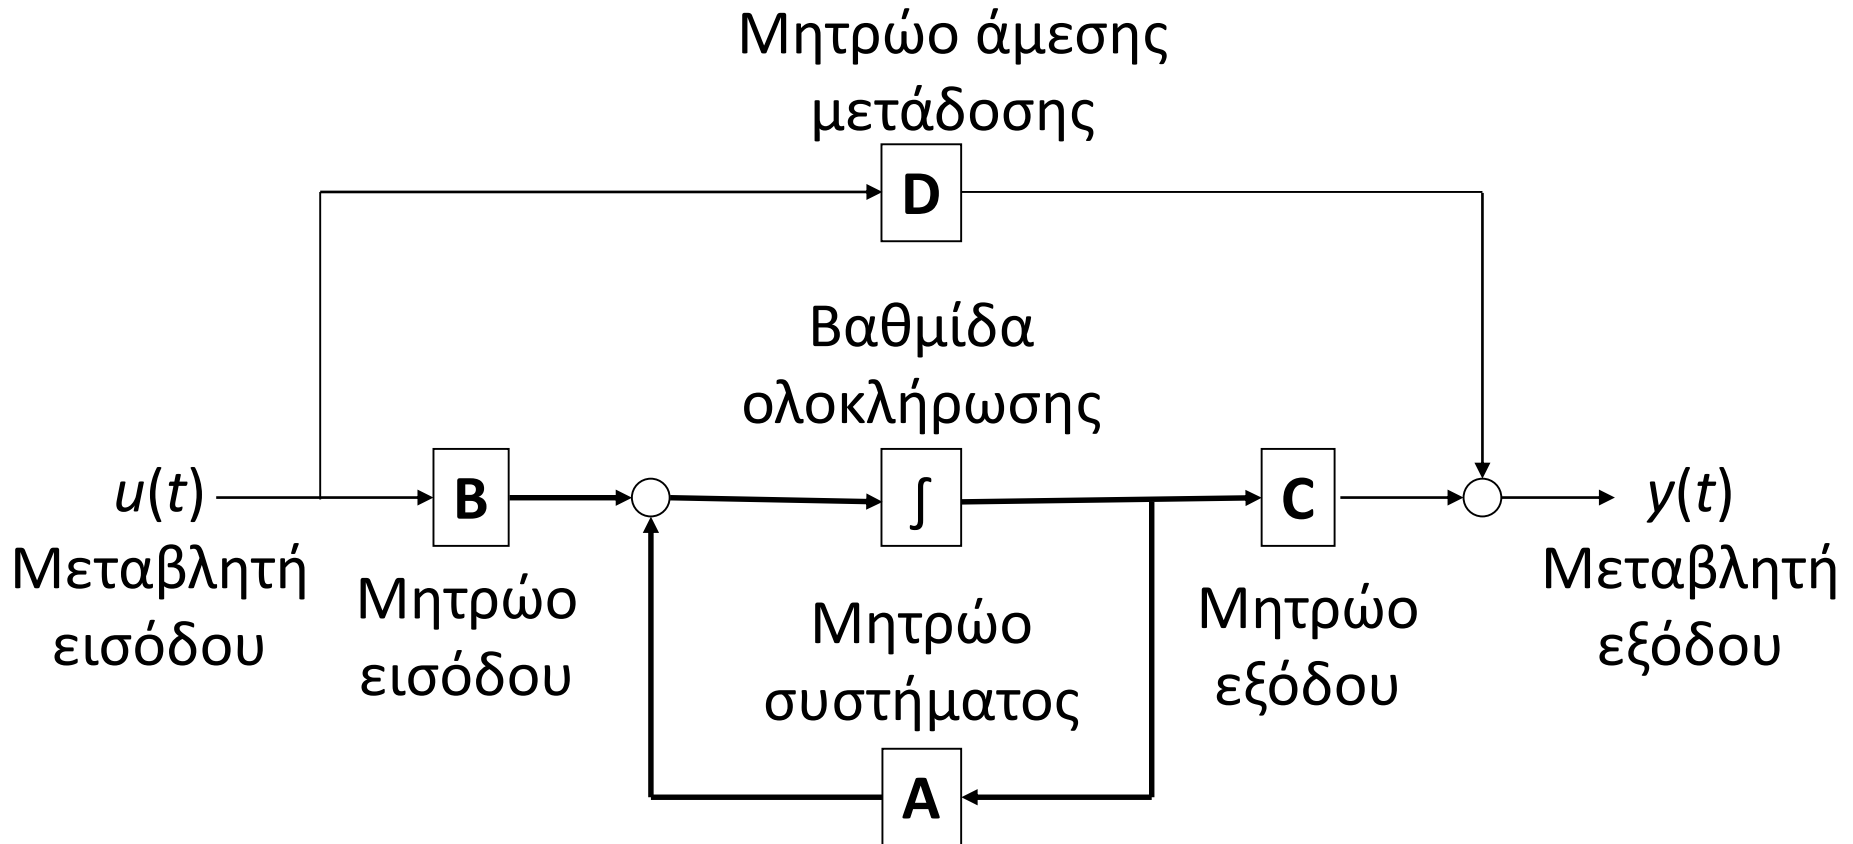 Μητρώο άμεσης
μετάδοσης
D
Βαθμίδα
ολοκλήρωσης
u(t)
B
∫
C
y(t)
Μεταβλητή
εισόδου
Μητρώο
εισόδου
Μητρώο
συστήματος
Μητρώο
εξόδου
Μεταβλητή
εξόδου
A